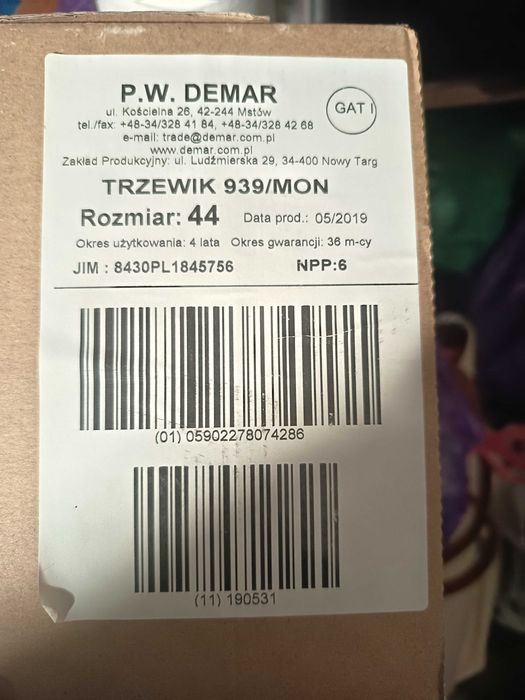 P.W. DEMAR
GAT I
ul. Kościelna 26, 42-244 Mstów
tel./fax: +48-34/328 41 84, +48-34/328 42 68
e-mail: trade@demar.com.pl
www.demar.com.pl
Zakład Produkcyjny: ul. Ludźmierska 29, 34-400 Nowy Targ
TRZEWIK 939/MON
Rozmiar: 44 Data prod.: 05/2019
Okres użytkowania: 4 lata Okres gwarancji: 36 m-cy
JIM : 8430PL1845756 NPP:6
(01) 05902278074286
(11) 190531